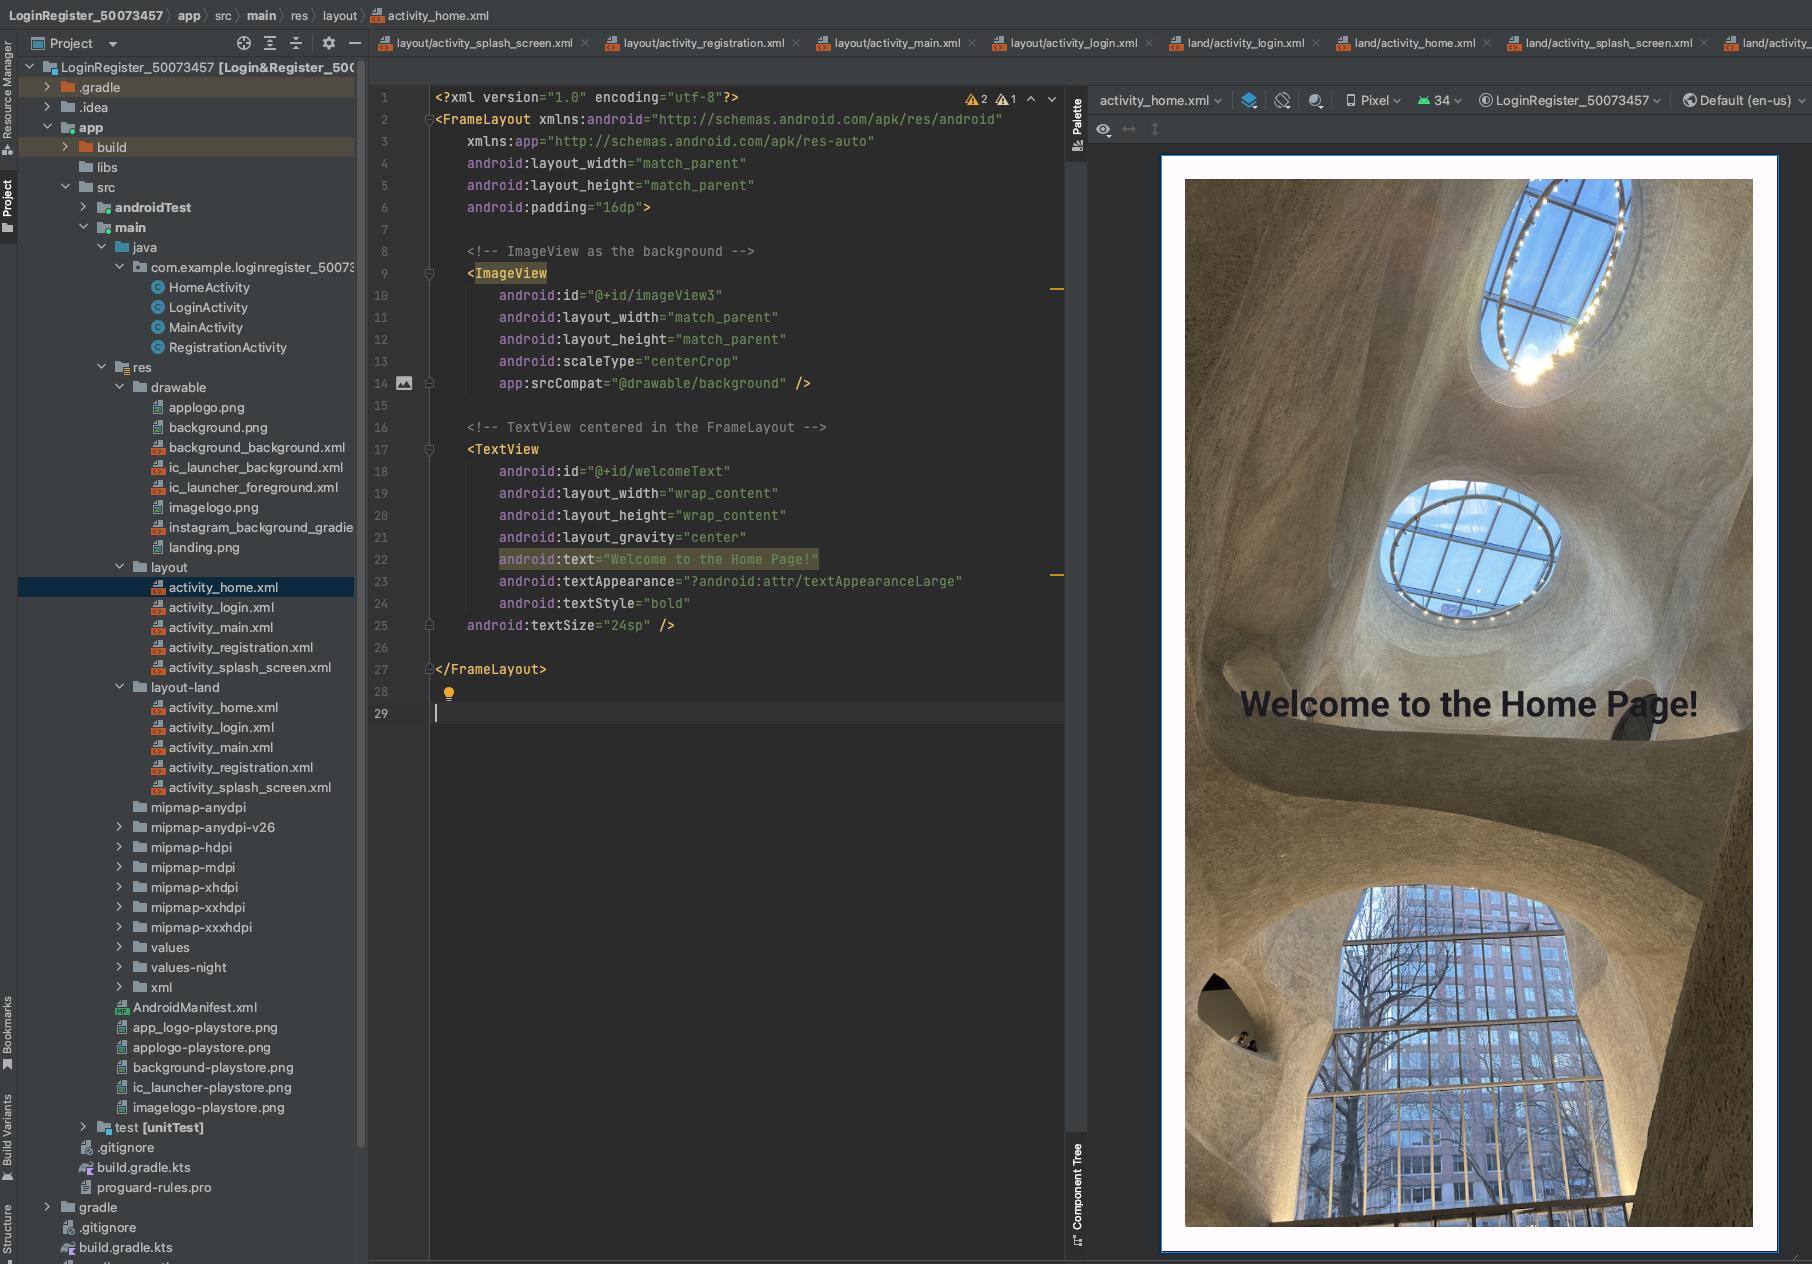 LoginRegister_50073457 app src main res layout activity_home.xml
Project
layout/activity_splash_screen.xml layout/activity_registration.xml layout/activity_main.xml layout/activity_login.xml land/activity_login.xml land/activity_home.xml land/activity_splash_screen.xml land/activity_
Resource Manager
Project
Bookmarks
Build Variants
Structure
LoginRegister_50073457 [Login&Register_500
.gradle
.idea
app
build
libs
src
androidTest
main
java
com.example.loginregister_50073
HomeActivity
LoginActivity
MainActivity
RegistrationActivity
res
drawable
applogo.png
background.png
background_background.xml
ic_launcher_background.xml
ic_launcher_foreground.xml
imagelogo.png
instagram_background_gradie
landing.png
layout
activity_home.xml
activity_login.xml
activity_main.xml
activity_registration.xml
activity_splash_screen.xml
layout-land
activity_home.xml
activity_login.xml
activity_main.xml
activity_registration.xml
activity_splash_screen.xml
mipmap-anydpi
mipmap-anydpi-v26
mipmap-hdpi
mipmap-mdpi
mipmap-xhdpi
mipmap-xxhdpi
mipmap-xxxhdpi
values
values-night
xml
AndroidManifest.xml
app_logo-playstore.png
applogo-playstore.png
background-playstore.png
ic_launcher-playstore.png
imagelogo-playstore.png
test [unitTest]
.gitignore
build.gradle.kts
proguard-rules.pro
gradle
.gitignore
build.gradle.kts
1 <?xml version="1.0" encoding="utf-8"?>
2 <FrameLayout xmlns:android="http://schemas.android.com/apk/res/android"
3 xmlns:app="http://schemas.android.com/apk/res-auto"
4 android:layout_width="match_parent"
5 android:layout_height="match_parent"
6 android:padding="16dp">
7
8 <!-- ImageView as the background -->
9 <ImageView
10 android:id="@+id/imageView3"
11 android:layout_width="match_parent"
12 android:layout_height="match_parent"
13 android:scaleType="centerCrop"
14 app:srcCompat="@drawable/background" />
15
16 <!-- TextView centered in the FrameLayout -->
17 <TextView
18 android:id="@+id/welcomeText"
19 android:layout_width="wrap_content"
20 android:layout_height="wrap_content"
21 android:layout_gravity="center"
22 android:text="Welcome to the Home Page!"
23 android:textAppearance="?android:attr/textAppearanceLarge"
24 android:textStyle="bold"
25 android:textSize="24sp" />
26
27 </FrameLayout>
28
29
2 1
Palette
Component Tree
activity_home.xml Pixel 34 LoginRegister_50073457 Default (en-us)
Welcome to the Home Page!